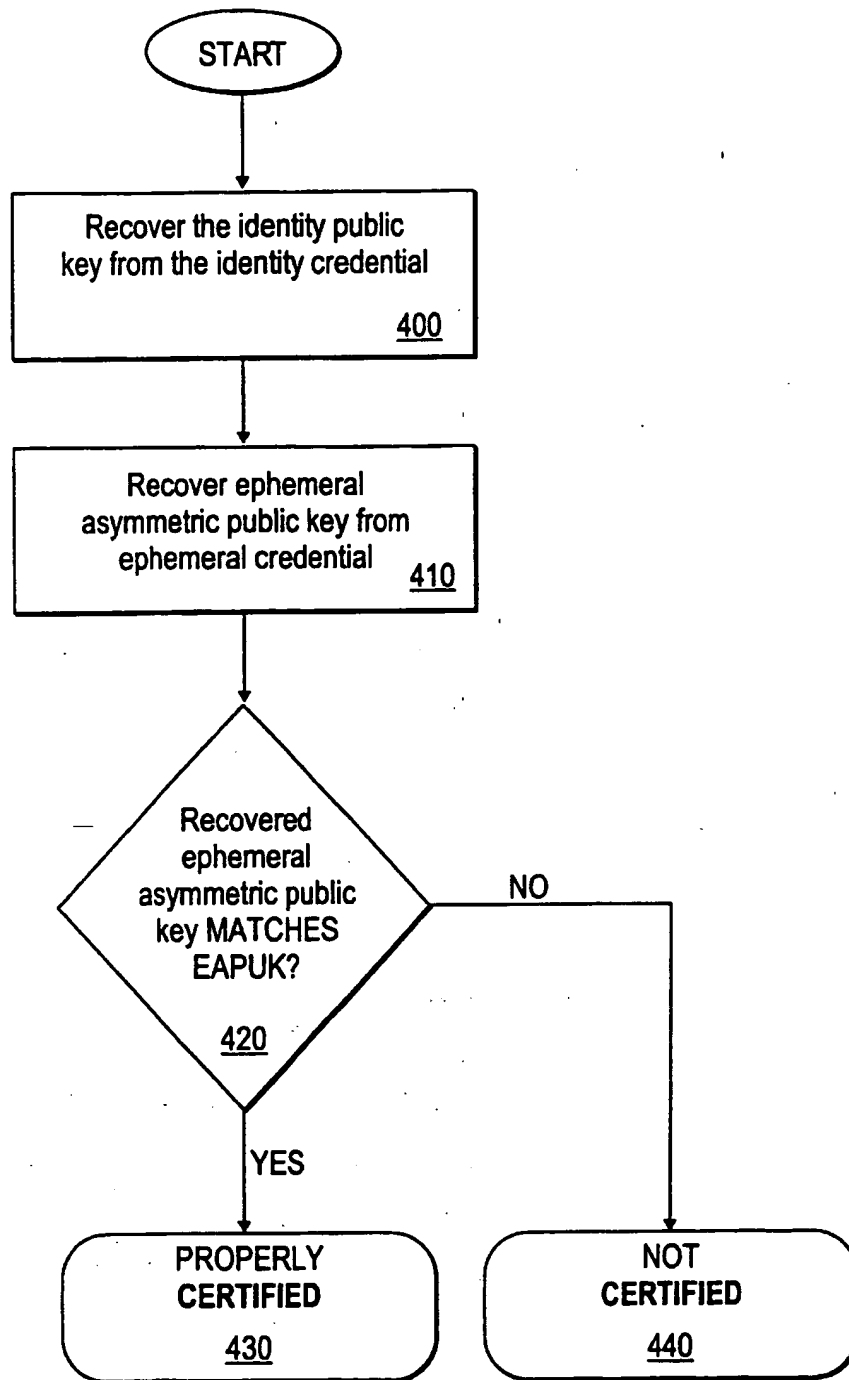 START
Recover the identity public
key from the identity credential
400
Recover ephemeral
asymmetric public key from
ephemeral credential
410
Recovered
ephemeral
asymmetric public
key MATCHES
EAPUK?
420
NO
YES
PROPERLY
CERTIFIED
430
NOT
CERTIFIED
440